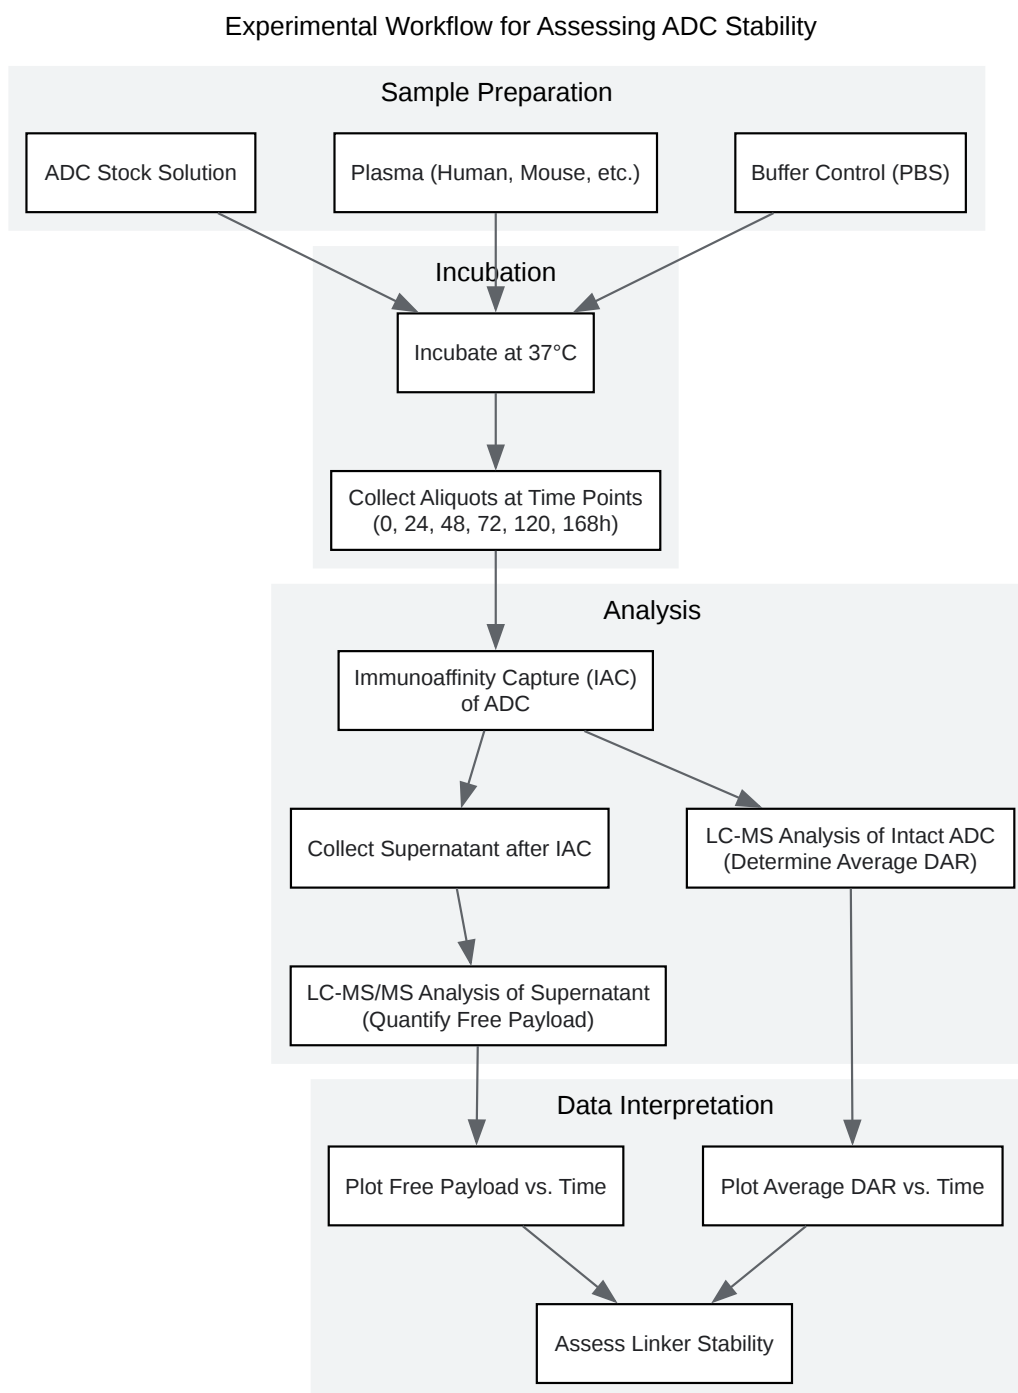 Experimental Workflow for Assessing ADC Stability
Sample Preparation
ADC Stock Solution
Plasma (Human, Mouse, etc.)
Buffer Control (PBS)
Incubation
Incubate at 37°C
Collect Aliquots at Time Points
(0, 24, 48, 72, 120, 168h)
Analysis
Immunoaffinity Capture (IAC)
of ADC
Collect Supernatant after IAC
LC-MS Analysis of Intact ADC
(Determine Average DAR)
LC-MS/MS Analysis of Supernatant
(Quantify Free Payload)
Data Interpretation
Plot Free Payload vs. Time
Plot Average DAR vs. Time
Assess Linker Stability